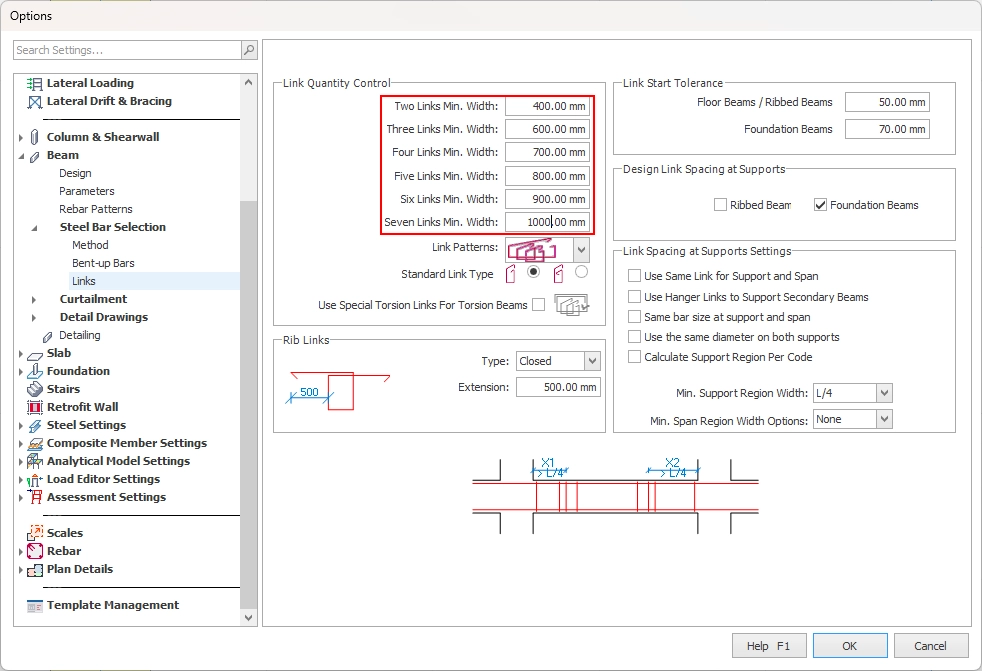 Options
Search Settings...
Lateral Loading
Lateral Drift & Bracing
Column & Shearwall
Beam
Design
Parameters
Rebar Patterns
Steel Bar Selection
Method
Bent-up Bars
Links
Curtailment
Detail Drawings
Detailing
Slab
Foundation
Stairs
Retrofit Wall
Steel Settings
Composite Member Settings
Analytical Model Settings
Load Editor Settings
Assessment Settings
Scales
Rebar
Plan Details
Template Management
Link Quantity Control
Two Links Min. Width: 400.00 mm
Three Links Min. Width: 600.00 mm
Four Links Min. Width: 700.00 mm
Five Links Min. Width: 800.00 mm
Six Links Min. Width: 900.00 mm
Seven Links Min. Width: 1000.00 mm
Link Patterns:
Standard Link Type
Use Special Torsion Links For Torsion Beams
Rib Links
Type: Closed
Extension: 500.00 mm
500
Link Start Tolerance
Floor Beams / Ribbed Beams 50.00 mm
Foundation Beams 70.00 mm
Design Link Spacing at Supports
Ribbed Beam Foundation Beams
Link Spacing at Supports Settings
Use Same Link for Support and Span
Use Hanger Links to Support Secondary Beams
Same bar size at support and span
Use the same diameter on both supports
Calculate Support Region Per Code
Min. Support Region Width: L/4
Min. Span Region Width Options: None
X1 X2
> L/4 > L/4
Help F1 OK Cancel